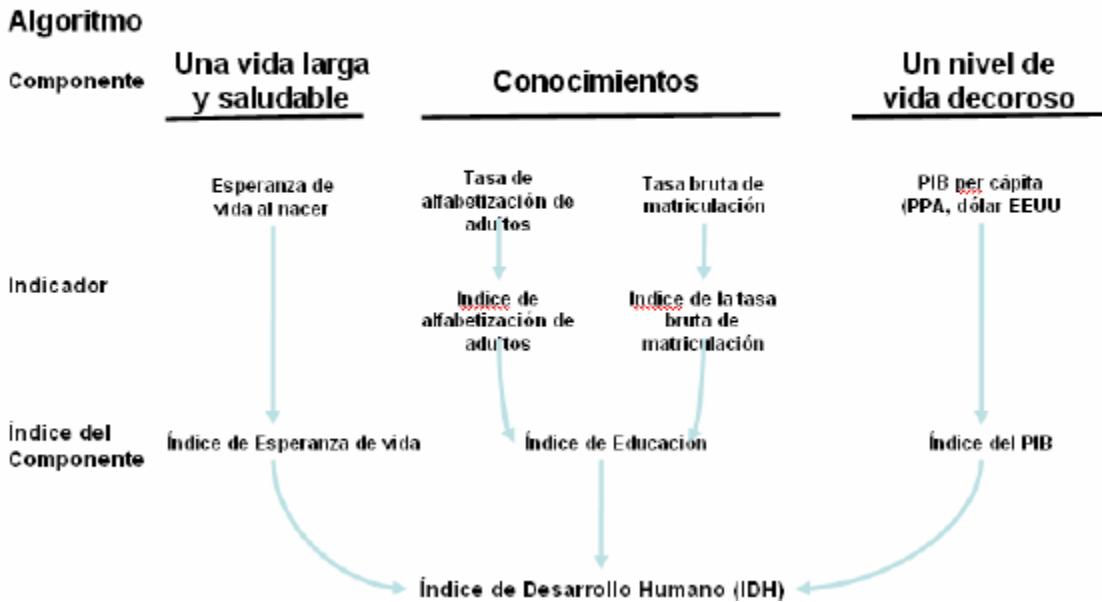 Algoritmo
Componente
Una vida larga
y saludable
Conocimientos
Un nivel de
vida decoroso
Esperanza de
vida al nacer
Tasa de
alfabetización de
adultos
Tasa bruta de
matriculación
PIB per cápita
(PPA, dólar EEUU
Indicador
Indice de
alfabetización de
adultos
Indice de la tasa
bruta de
matriculación
Índice del
Componente
Índice de Esperanza de vida
Índice de Educación
Índice del PIB
Índice de Desarrollo Humano (IDH)